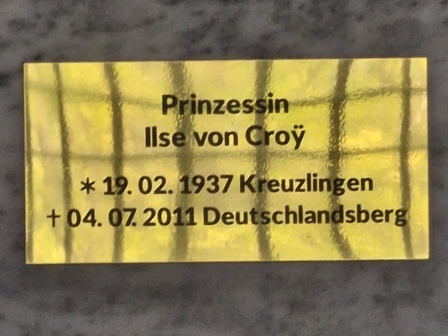 Prinzessin
Ilse von Croÿ
* 19. 02. 1937 Kreuzlingen
† 04. 07. 2011 Deutschlandsberg